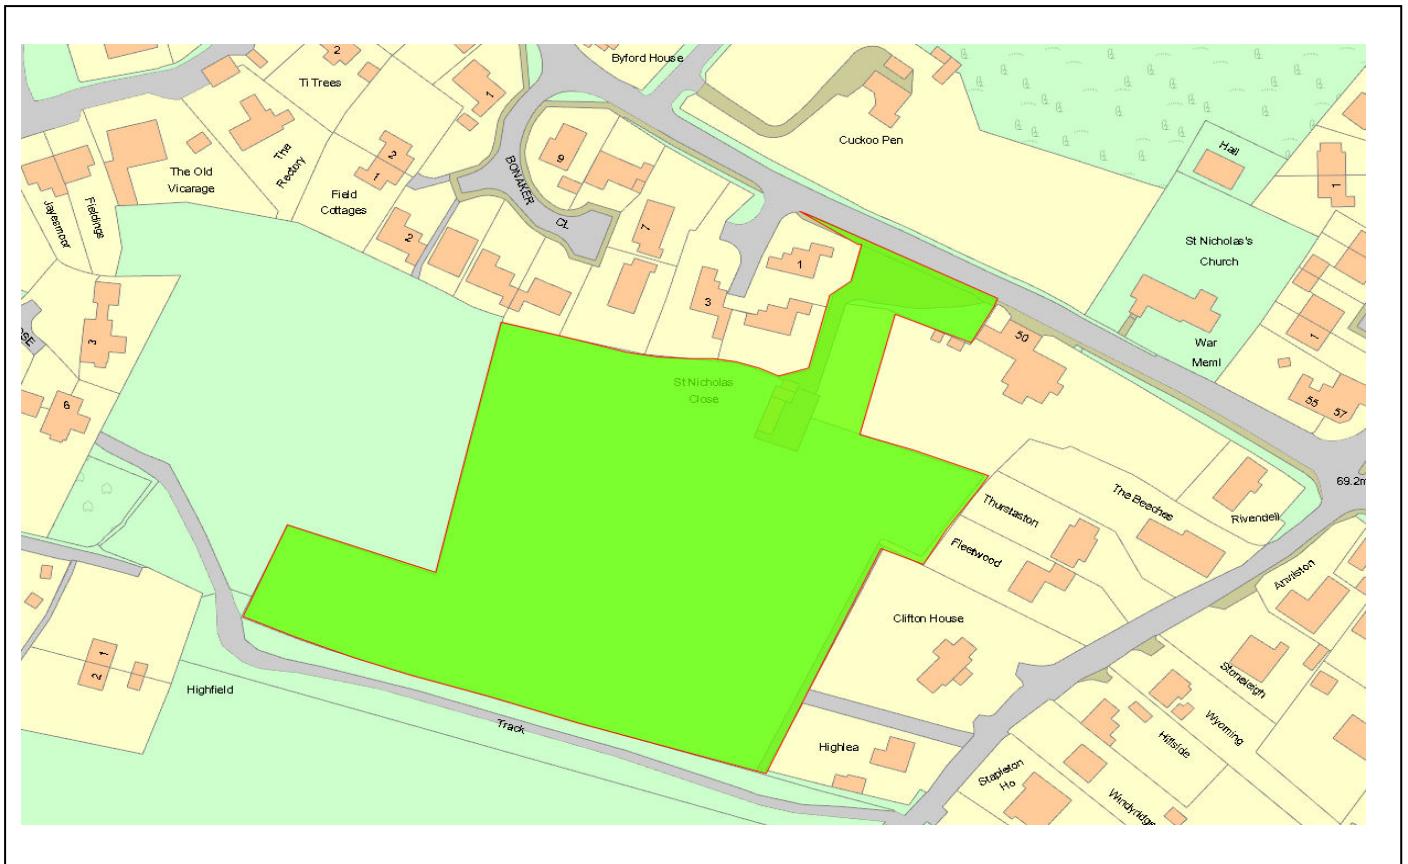 2
Byford House
Ti Trees
1
Cuckoo Pen
Hall
The Old
Vicarage
The
Rectory
2
1
Field
Cottages
9
BONAKER
CL
1
Jayesmoor
Fieldings
2
7
St Nicholas's
Church
1
3
War
Meml
50
1
3
6
St Nicholas
Close
55
57
69.2m
The Beeches
Thurstaston
Rivendell
Fleetwood
Anvilston
Clifton House
1
2
Highfield
Stoneleigh
Wyoming
Hillside
Track
Highlea
Stapleton
Ho